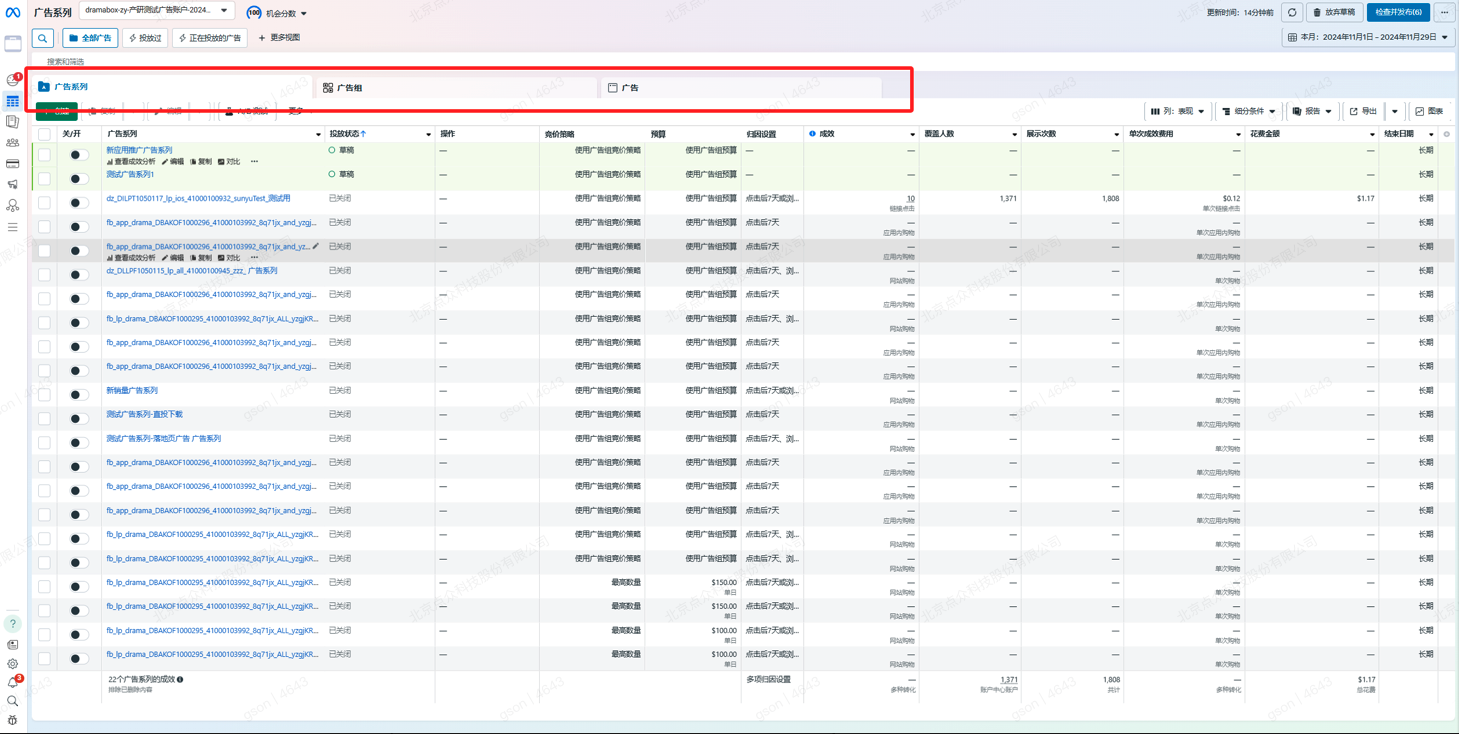 广告系列 dramabox-zy-产研测试广告账户-2024... 100 机会分数 更新时间：14分钟前 放弃草稿 检查并发布(6)
全部广告 投放过 正在投放的广告 更多视图 本月：2024年11月1日 – 2024年11月29日
搜索和筛选
广告系列 广告组 广告
更多 列：表现 细分条件 报告 导出 图表
关/开 广告系列 投放状态↑ 操作 竞价策略 预算 归因设置 成效 覆盖人数 展示次数 单次成效费用 花费金额 结束日期
新应用推广广告系列 草稿 — 使用广告组竞价策略 使用广告组预算 — — — — — — 长期
查看成效分析 编辑 复制 对比 ...
测试广告系列1 草稿 — 使用广告组竞价策略 使用广告组预算 — — — — — — 长期
dz_DILPT1050117_lp_ios_41000100932_sunyuTest_测试用 已关闭 — 使用广告组竞价策略 使用广告组预算 点击后7天或浏... 10 1,371 1,808 $0.12 $1.17 长期
链接点击 单次链接点击
fb_app_drama_DBAKOF1000296_41000103992_8q71jx_and_yzgj... 已关闭 — 使用广告组竞价策略 使用广告组预算 点击后7天 — — — — — 长期
应用内购物 单次应用内购物
fb_app_drama_DBAKOF1000296_41000103992_8q71jx_and_yz... 已关闭 — 使用广告组竞价策略 使用广告组预算 点击后7天 — — — — — 长期
查看成效分析 编辑 复制 对比 ... 应用内购物 单次应用内购物
dz_DLLPF1050115_lp_all_41000100945_zzz_ 广告系列 已关闭 — 使用广告组竞价策略 使用广告组预算 点击后7天、浏... — — — — — 长期
网站购物 单次购物
fb_app_drama_DBAKOF1000296_41000103992_8q71jx_and_yzgj... 已关闭 — 使用广告组竞价策略 使用广告组预算 点击后7天 — — — — — 长期
应用内购物 单次应用内购物
fb_lp_drama_DBAKOF1000295_41000103992_8q71jx_ALL_yzgjKR... 已关闭 — 使用广告组竞价策略 使用广告组预算 点击后7天、浏... — — — — — 长期
网站购物 单次购物
fb_app_drama_DBAKOF1000296_41000103992_8q71jx_and_yzgj... 已关闭 — 使用广告组竞价策略 使用广告组预算 点击后7天 — — — — — 长期
应用内购物 单次应用内购物
fb_app_drama_DBAKOF1000296_41000103992_8q71jx_and_yzgj... 已关闭 — 使用广告组竞价策略 使用广告组预算 点击后7天 — — — — — 长期
应用内购物 单次应用内购物
新销量广告系列 已关闭 — 使用广告组竞价策略 使用广告组预算 点击后7天或浏... — — — — — 长期
网站购物 单次购物
测试广告系列-直投下载 已关闭 — 使用广告组竞价策略 使用广告组预算 点击后7天 — — — — — 长期
应用内购物 单次应用内购物
测试广告系列-落地页广告 广告系列 已关闭 — 使用广告组竞价策略 使用广告组预算 点击后7天、浏... — — — — — 长期
网站购物 单次购物
fb_app_drama_DBAKOF1000296_41000103992_8q71jx_and_yzgj... 已关闭 — 使用广告组竞价策略 使用广告组预算 点击后7天 — — — — — 长期
应用内购物 单次应用内购物
fb_app_drama_DBAKOF1000296_41000103992_8q71jx_and_yzgj... 已关闭 — 使用广告组竞价策略 使用广告组预算 点击后7天 — — — — — 长期
应用内购物 单次应用内购物
fb_app_drama_DBAKOF1000296_41000103992_8q71jx_and_yzgj... 已关闭 — 使用广告组竞价策略 使用广告组预算 点击后7天 — — — — — 长期
应用内购物 单次应用内购物
fb_lp_drama_DBAKOF1000295_41000103992_8q71jx_ALL_yzgjKR... 已关闭 — 使用广告组竞价策略 使用广告组预算 点击后7天、浏... — — — — — 长期
网站购物 单次购物
fb_lp_drama_DBAKOF1000295_41000103992_8q71jx_ALL_yzgjKR... 已关闭 — 使用广告组竞价策略 使用广告组预算 点击后7天、浏... — — — — — 长期
网站购物 单次购物
fb_lp_drama_DBAKOF1000295_41000103992_8q71jx_ALL_yzgjKR... 已关闭 — 最高数量 $150.00 点击后7天或浏... — — — — — 长期
单日 网站购物 单次购物
fb_lp_drama_DBAKOF1000295_41000103992_8q71jx_ALL_yzgjKR... 已关闭 — 最高数量 $150.00 点击后7天或浏... — — — — — 长期
单日 网站购物 单次购物
fb_lp_drama_DBAKOF1000295_41000103992_8q71jx_ALL_yzgjKR... 已关闭 — 最高数量 $100.00 点击后7天或浏... — — — — — 长期
单日 网站购物 单次购物
fb_lp_drama_DBAKOF1000295_41000103992_8q71jx_ALL_yzgjKR... 已关闭 — 最高数量 $100.00 点击后7天或浏... — — — — — 长期
单日 网站购物 单次购物
22个广告系列的成效 多项归因设置 — 1,371 1,808 — $1.17
排除已删除内容 多种转化 账户中心账户 共计 多种转化 总花费